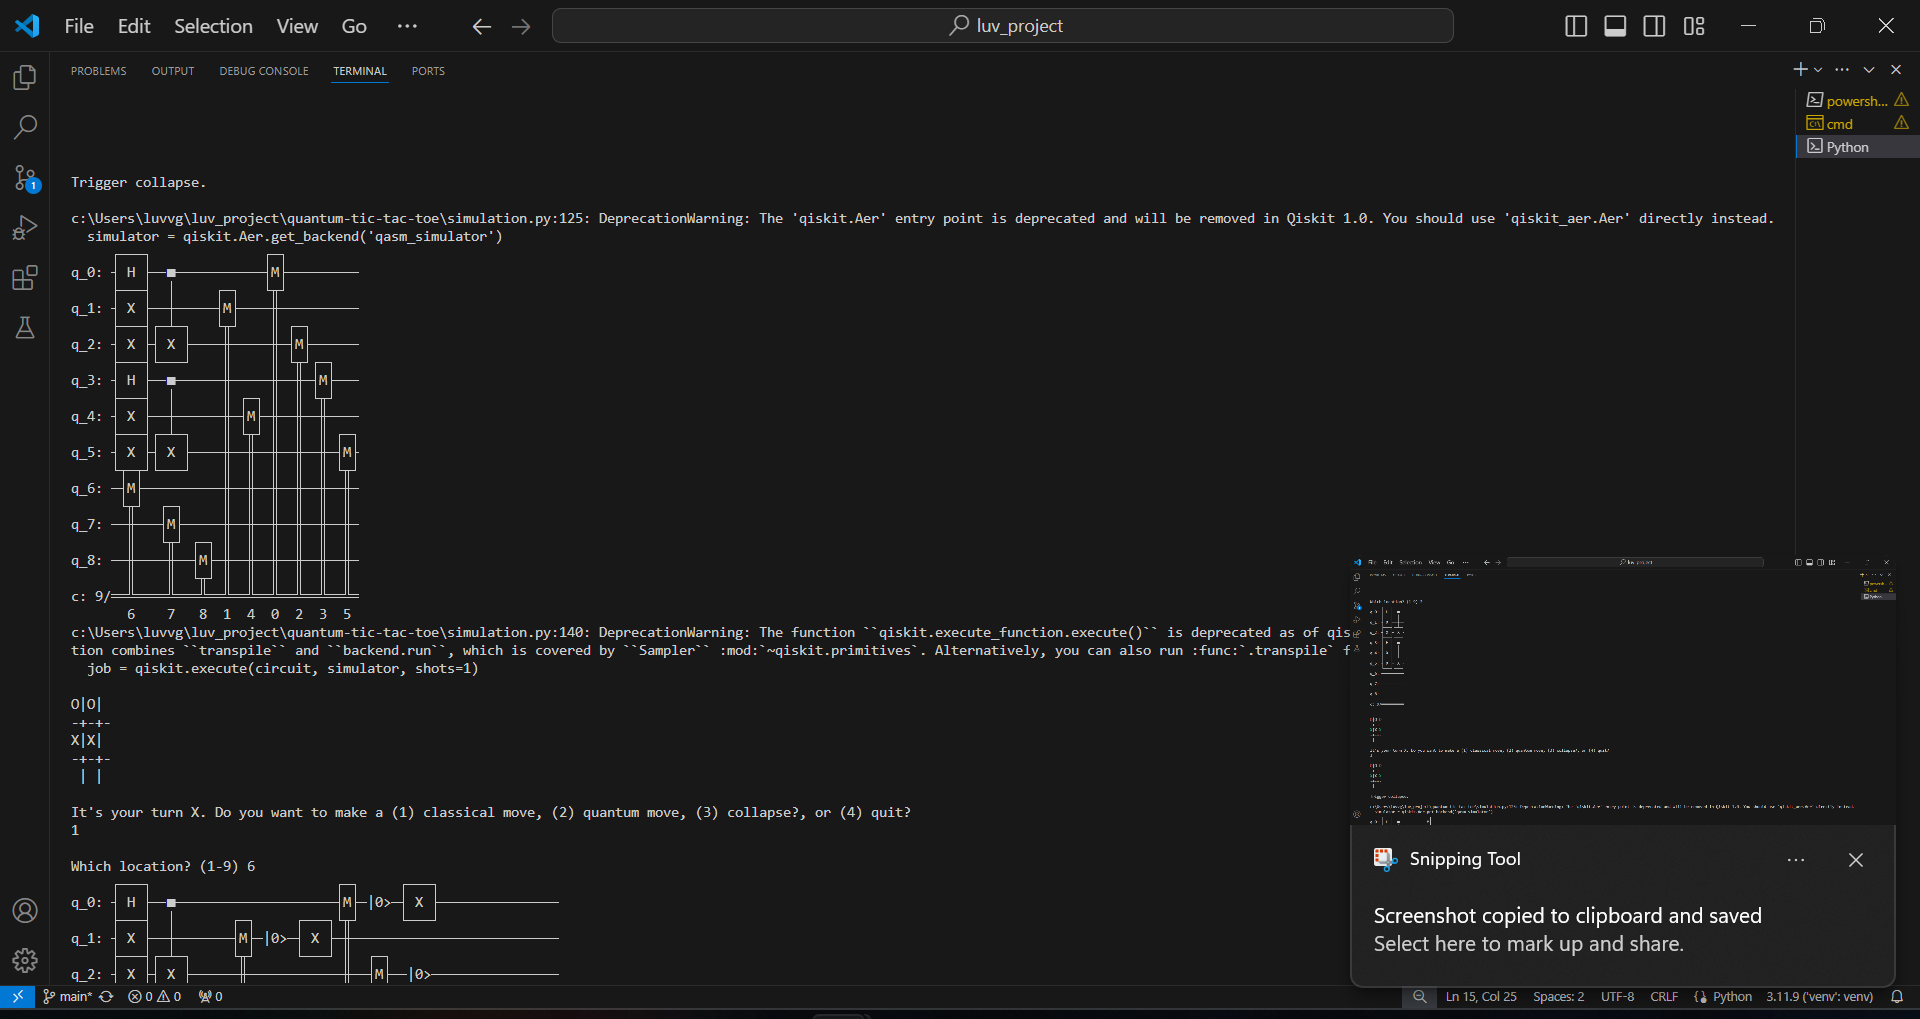 File Edit Selection View Go ··· luv_project
PROBLEMS OUTPUT DEBUG CONSOLE TERMINAL PORTS
powersh...
cmd
Python
Trigger collapse.
c:\Users\luvvg\luv_project\quantum-tic-tac-toe\simulation.py:125: DeprecationWarning: The 'qiskit.Aer' entry point is deprecated and will be removed in Qiskit 1.0. You should use 'qiskit_aer.Aer' directly instead.
simulator = qiskit.Aer.get_backend('qasm_simulator')
q_0: H ■ M
q_1: X M
q_2: X X M
q_3: H ■ M
q_4: X M
q_5: X X M
q_6: M
q_7: M
q_8: M
c: 9/
6 7 8 1 4 0 2 3 5
c:\Users\luvvg\luv_project\quantum-tic-tac-toe\simulation.py:140: DeprecationWarning: The function ``qiskit.execute_function.execute()`` is deprecated as of qis
tion combines ``transpile`` and ``backend.run``, which is covered by ``Sampler`` :mod:`~qiskit.primitives`. Alternatively, you can also run :func:`.transpile` f
job = qiskit.execute(circuit, simulator, shots=1)
O|O|
-+-+-
X|X|
-+-+-
| |
It's your turn X. Do you want to make a (1) classical move, (2) quantum move, (3) collapse?, or (4) quit?
1
Which location? (1-9) 6
q_0: H ■ M |0> X
q_1: X M |0> X
q_2: X X M |0>
Snipping Tool
Screenshot copied to clipboard and saved
Select here to mark up and share.
main* 0 0 0 Ln 15, Col 25 Spaces: 2 UTF-8 CRLF Python 3.11.9 ('venv': venv)